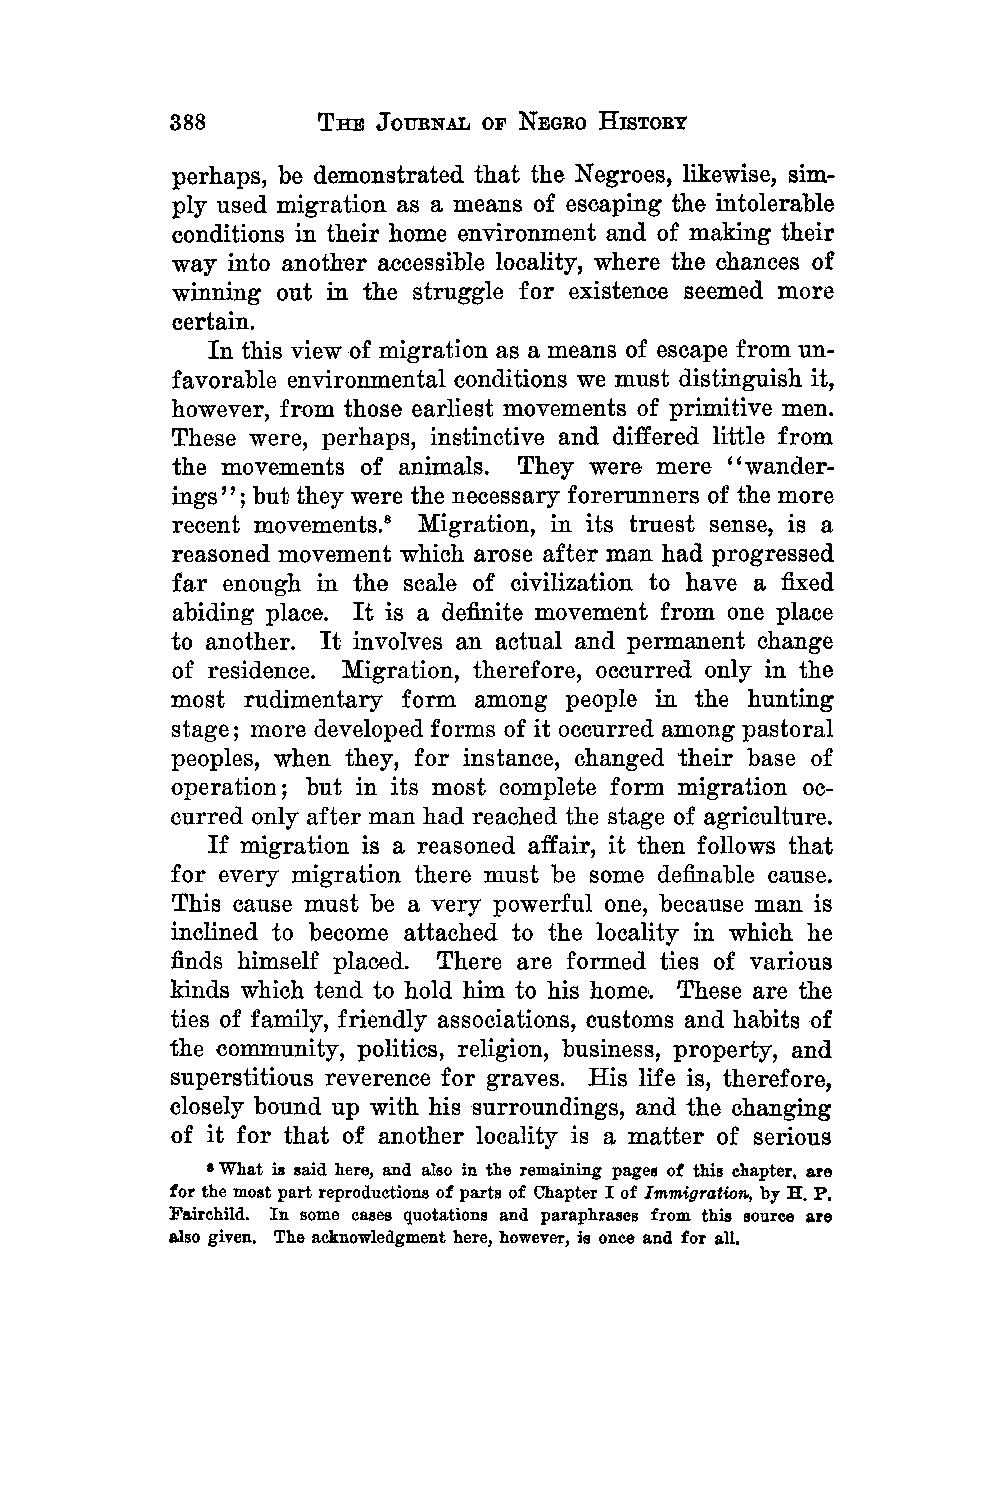 388 THE JOURNAL OF NEGRO HISTORY
perhaps, be demonstrated that the Negroes, likewise, sim-
ply used migration as a means of escaping the intolerable
conditions in their home environment and of making their
way into another accessible locality, where the chances of
winning out in the struggle for existence seemed more
certain.
In this view of migration as a means of escape from un-
favorable environmental conditions we must distinguish it,
however, from those earliest movements of primitive men.
These were, perhaps, instinctive and differed little from
the movements of animals. They were mere "wander-
ings"; but they were the necessary forerunners of the more
recent movements.⁸ Migration, in its truest sense, is a
reasoned movement which arose after man had progressed
far enough in the scale of civilization to have a fixed
abiding place. It is a definite movement from one place
to another. It involves an actual and permanent change
of residence. Migration, therefore, occurred only in the
most rudimentary form among people in the hunting
stage; more developed forms of it occurred among pastoral
peoples, when they, for instance, changed their base of
operation; but in its most complete form migration oc-
curred only after man had reached the stage of agriculture.
If migration is a reasoned affair, it then follows that
for every migration there must be some definable cause.
This cause must be a very powerful one, because man is
inclined to become attached to the locality in which he
finds himself placed. There are formed ties of various
kinds which tend to hold him to his home. These are the
ties of family, friendly associations, customs and habits of
the community, politics, religion, business, property, and
superstitious reverence for graves. His life is, therefore,
closely bound up with his surroundings, and the changing
of it for that of another locality is a matter of serious
⁸ What is said here, and also in the remaining pages of this chapter, are
for the most part reproductions of parts of Chapter I of Immigration, by H. P.
Fairchild. In some cases quotations and paraphrases from this source are
also given. The acknowledgment here, however, is once and for all.